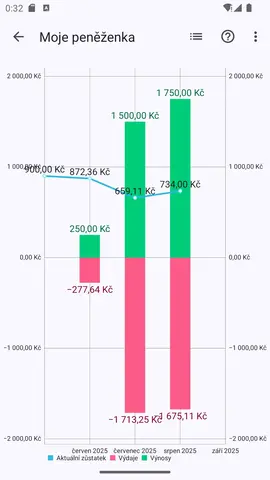 0:32
Moje peněženka
2 000,00 Kč
2 000,00 Kč
1 750,00 Kč
1 500,00 Kč
1 000,00 Kč
1 000,00 Kč
900,00 Kč
872,36 Kč
659,11 Kč
734,00 Kč
250,00 Kč
0,00 Kč
0,00 Kč
−277,64 Kč
−1 000,00 Kč
−1 000,00 Kč
−1 713,25 Kč
−1 675,11 Kč
−2 000,00 Kč
−2 000,00 Kč
červen 2025
červenec 2025
srpen 2025
září 2025
Aktuální zůstatek
Výdaje
Výnosy